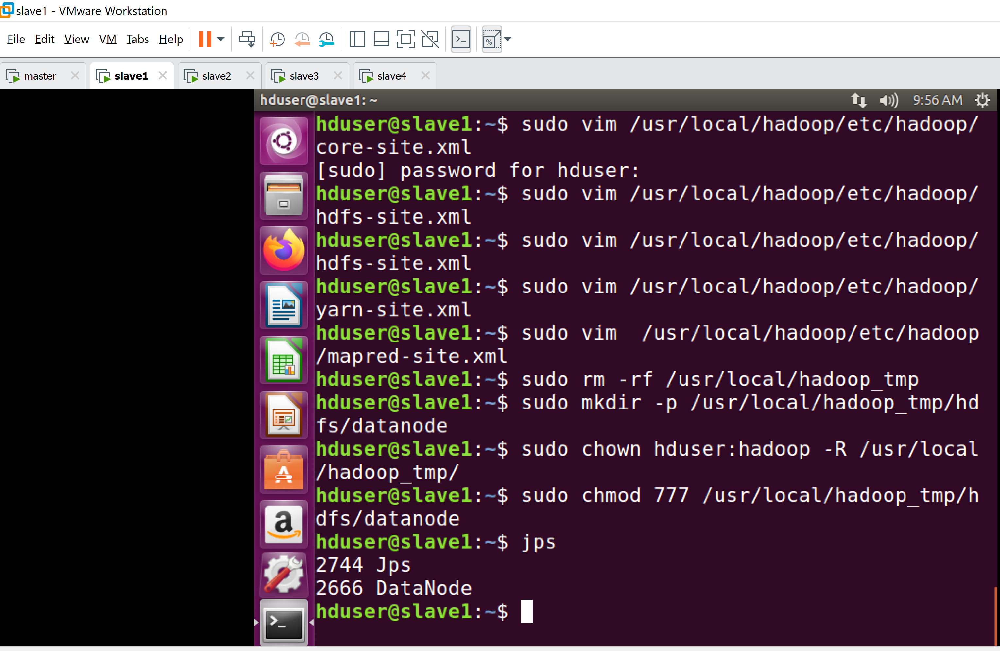 slave1 - VMware Workstation
File Edit View VM Tabs Help
master slave1 slave2 slave3 slave4
hduser@slave1: ~ 9:56 AM
hduser@slave1:~$ sudo vim /usr/local/hadoop/etc/hadoop/
core-site.xml
[sudo] password for hduser:
hduser@slave1:~$ sudo vim /usr/local/hadoop/etc/hadoop/
hdfs-site.xml
hduser@slave1:~$ sudo vim /usr/local/hadoop/etc/hadoop/
hdfs-site.xml
hduser@slave1:~$ sudo vim /usr/local/hadoop/etc/hadoop/
yarn-site.xml
hduser@slave1:~$ sudo vim  /usr/local/hadoop/etc/hadoop
/mapred-site.xml
hduser@slave1:~$ sudo rm -rf /usr/local/hadoop_tmp
hduser@slave1:~$ sudo mkdir -p /usr/local/hadoop_tmp/hd
fs/datanode
hduser@slave1:~$ sudo chown hduser:hadoop -R /usr/local
/hadoop_tmp/
hduser@slave1:~$ sudo chmod 777 /usr/local/hadoop_tmp/h
dfs/datanode
hduser@slave1:~$ jps
2744 Jps
2666 DataNode
hduser@slave1:~$